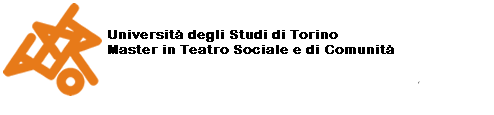 Università degli Studi di Torino
Master in Teatro Sociale e di Comunità